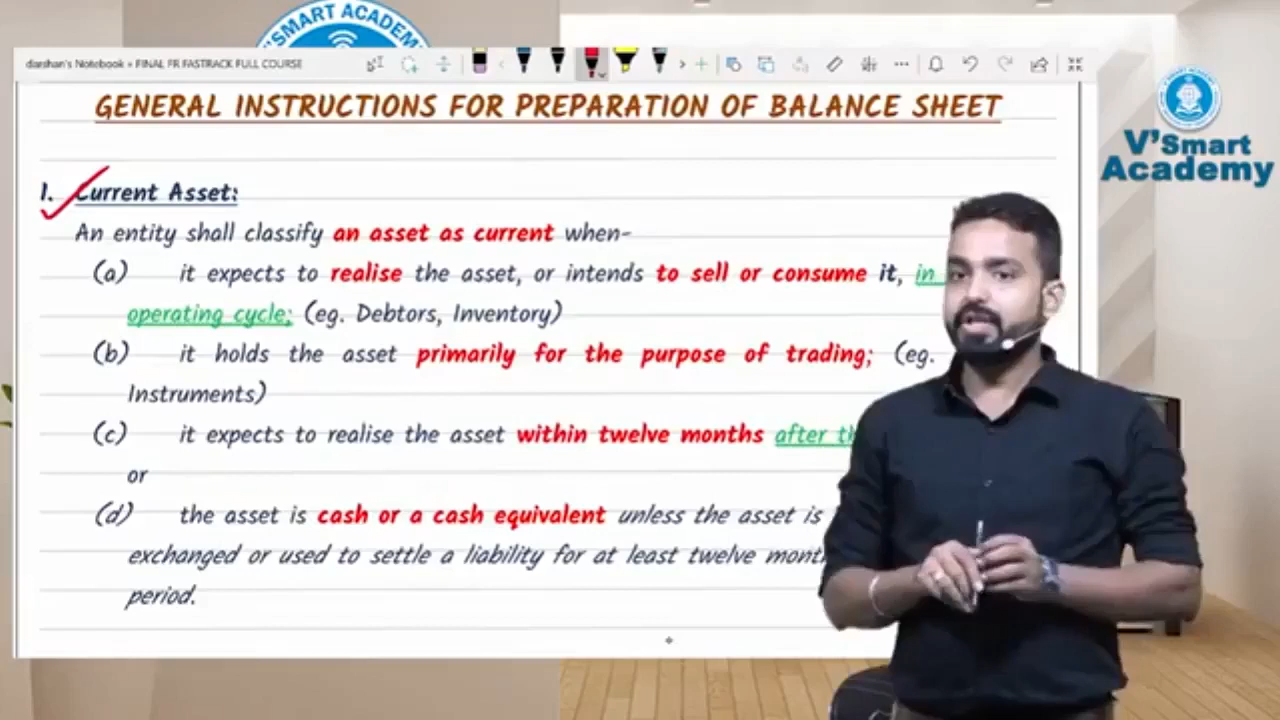 V'SMART ACADEMY
darshan's Notebook » FINAL FR FASTRACK FULL COURSE
GENERAL INSTRUCTIONS FOR PREPARATION OF BALANCE SHEET
V'Smart
Academy
1. Current Asset:
An entity shall classify an asset as current when-
(a) it expects to realise the asset, or intends to sell or consume it, in
operating cycle; (eg. Debtors, Inventory)
(b) it holds the asset primarily for the purpose of trading; (eg.
Instruments)
(c) it expects to realise the asset within twelve months after
or
(d) the asset is cash or a cash equivalent unless the asset is
exchanged or used to settle a liability for at least twelve
period.